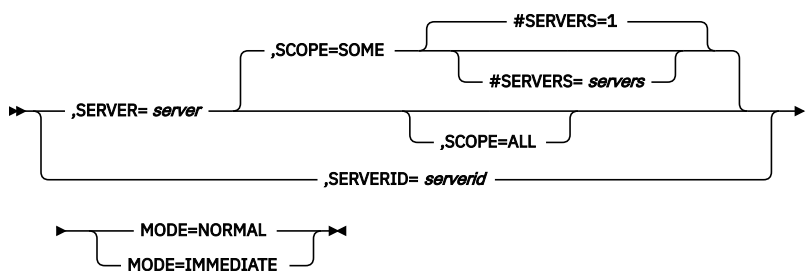 #SERVERS=1
,SCOPE=SOME
#SERVERS= servers
,SERVER= server
,SCOPE=ALL
,SERVERID= serverid
MODE=NORMAL
MODE=IMMEDIATE